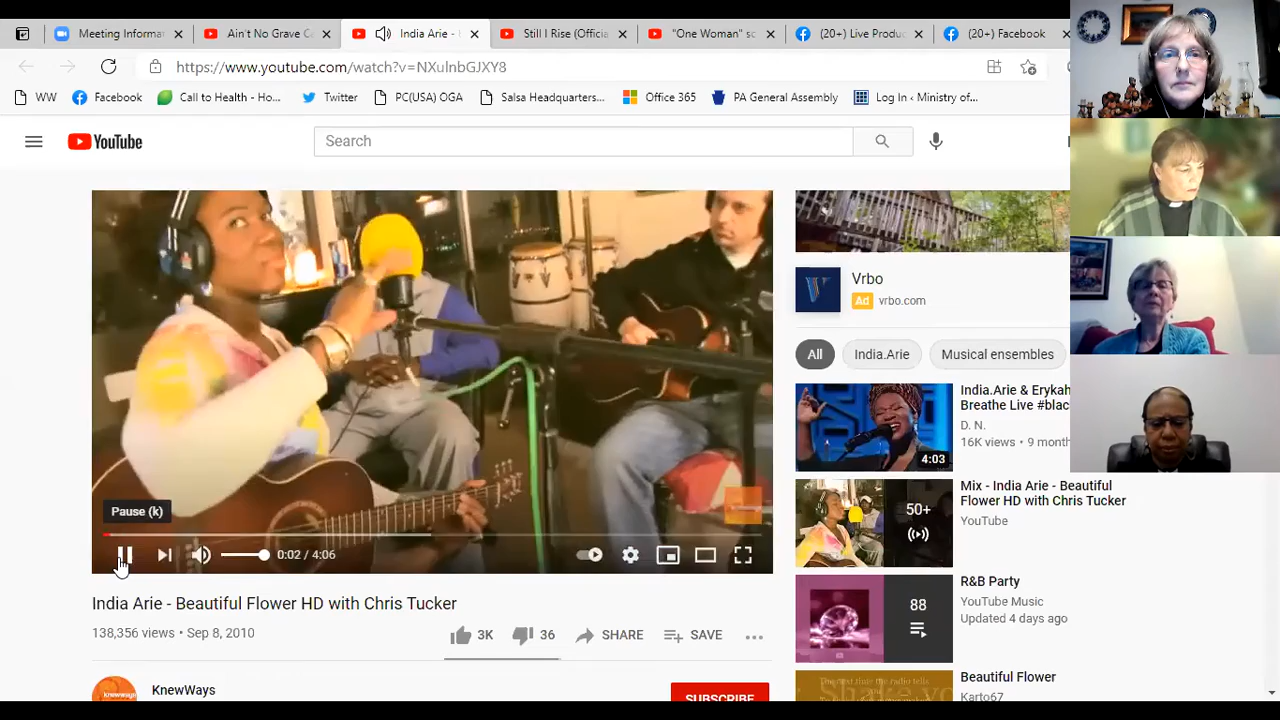 Meeting Informat
Ain't No Grave Co
India Arie -
Still I Rise (Officia
"One Woman" so
(20+) Live Produc
(20+) Facebook
https://www.youtube.com/watch?v=NXulnbGJXY8
WW
Facebook
Call to Health - Ho...
Twitter
PC(USA) OGA
Salsa Headquarters...
Office 365
PA General Assembly
Log In ‹ Ministry of...
YouTube
Search
Vrbo
Ad vrbo.com
All
India.Arie
Musical ensembles
India.Arie & Erykah
Breathe Live #blac
D. N.
16K views • 9 month
4:03
Mix - India Arie - Beautiful
Flower HD with Chris Tucker
YouTube
50+
R&B Party
YouTube Music
Updated 4 days ago
88
Beautiful Flower
Karto67
Pause (k)
0:02 / 4:06
India Arie - Beautiful Flower HD with Chris Tucker
138,356 views • Sep 3, 2010
3K
36
SHARE
SAVE
KnewWays
SUBSCRIBE